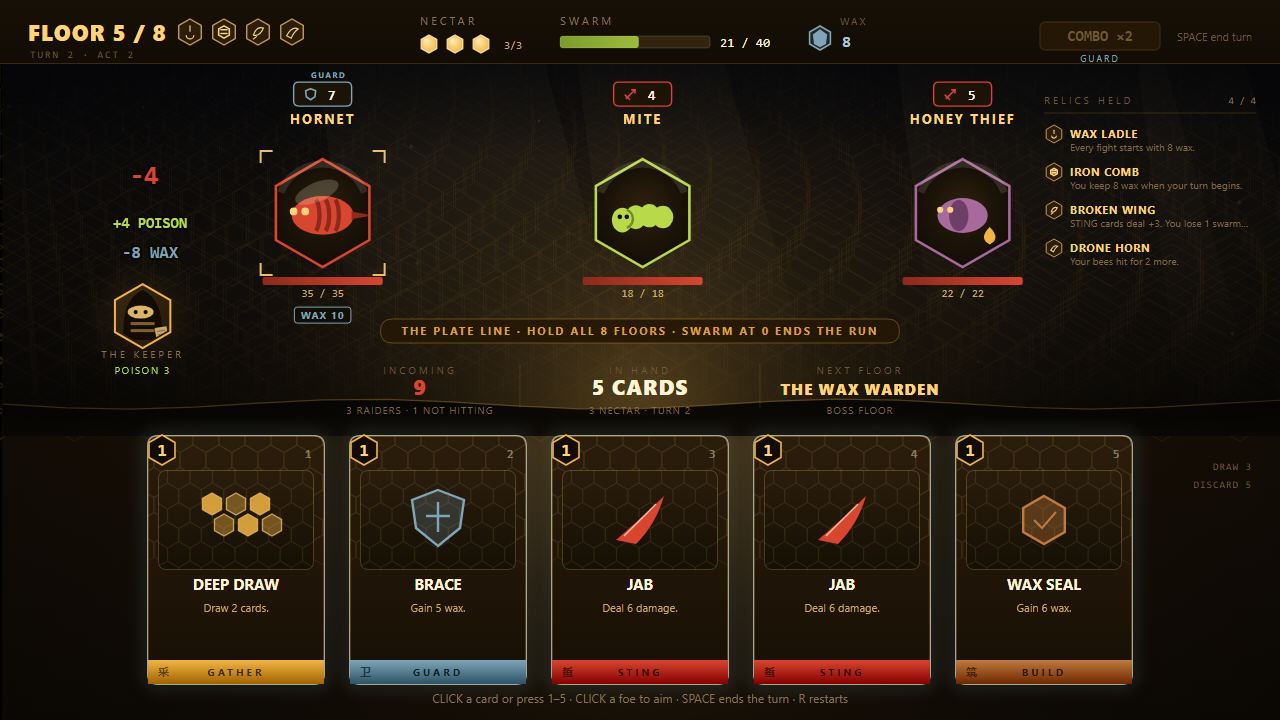 FLOOR 5 / 8
TURN 2 · ACT 2
NECTAR
3/3
SWARM
21 / 40
WAX
8
COMBO ×2
GUARD
SPACE end turn
GUARD
7
HORNET
4
MITE
5
HONEY THIEF
RELICS HELD
4 / 4
WAX LADLE
Every fight starts with 8 wax.
IRON COMB
You keep 8 wax when your turn begins.
BROKEN WING
STING cards deal +3. You lose 1 swarm…
DRONE HORN
Your bees hit for 2 more.
-4
+4 POISON
-8 WAX
THE KEEPER
POISON 3
35 / 35
WAX 10
18 / 18
22 / 22
THE PLATE LINE · HOLD ALL 8 FLOORS · SWARM AT 0 ENDS THE RUN
INCOMING
9
3 RAIDERS · 1 NOT HITTING
IN HAND
5 CARDS
3 NECTAR · TURN 2
NEXT FLOOR
THE WAX WARDEN
BOSS FLOOR
1
1
DEEP DRAW
Draw 2 cards.
采 GATHER
1
2
BRACE
Gain 5 wax.
卫 GUARD
1
3
JAB
Deal 6 damage.
STING
1
4
JAB
Deal 6 damage.
STING
1
5
WAX SEAL
Gain 6 wax.
筑 BUILD
DRAW 3
DISCARD 5
CLICK a card or press 1–5 · CLICK a foe to aim · SPACE ends the turn · R restarts